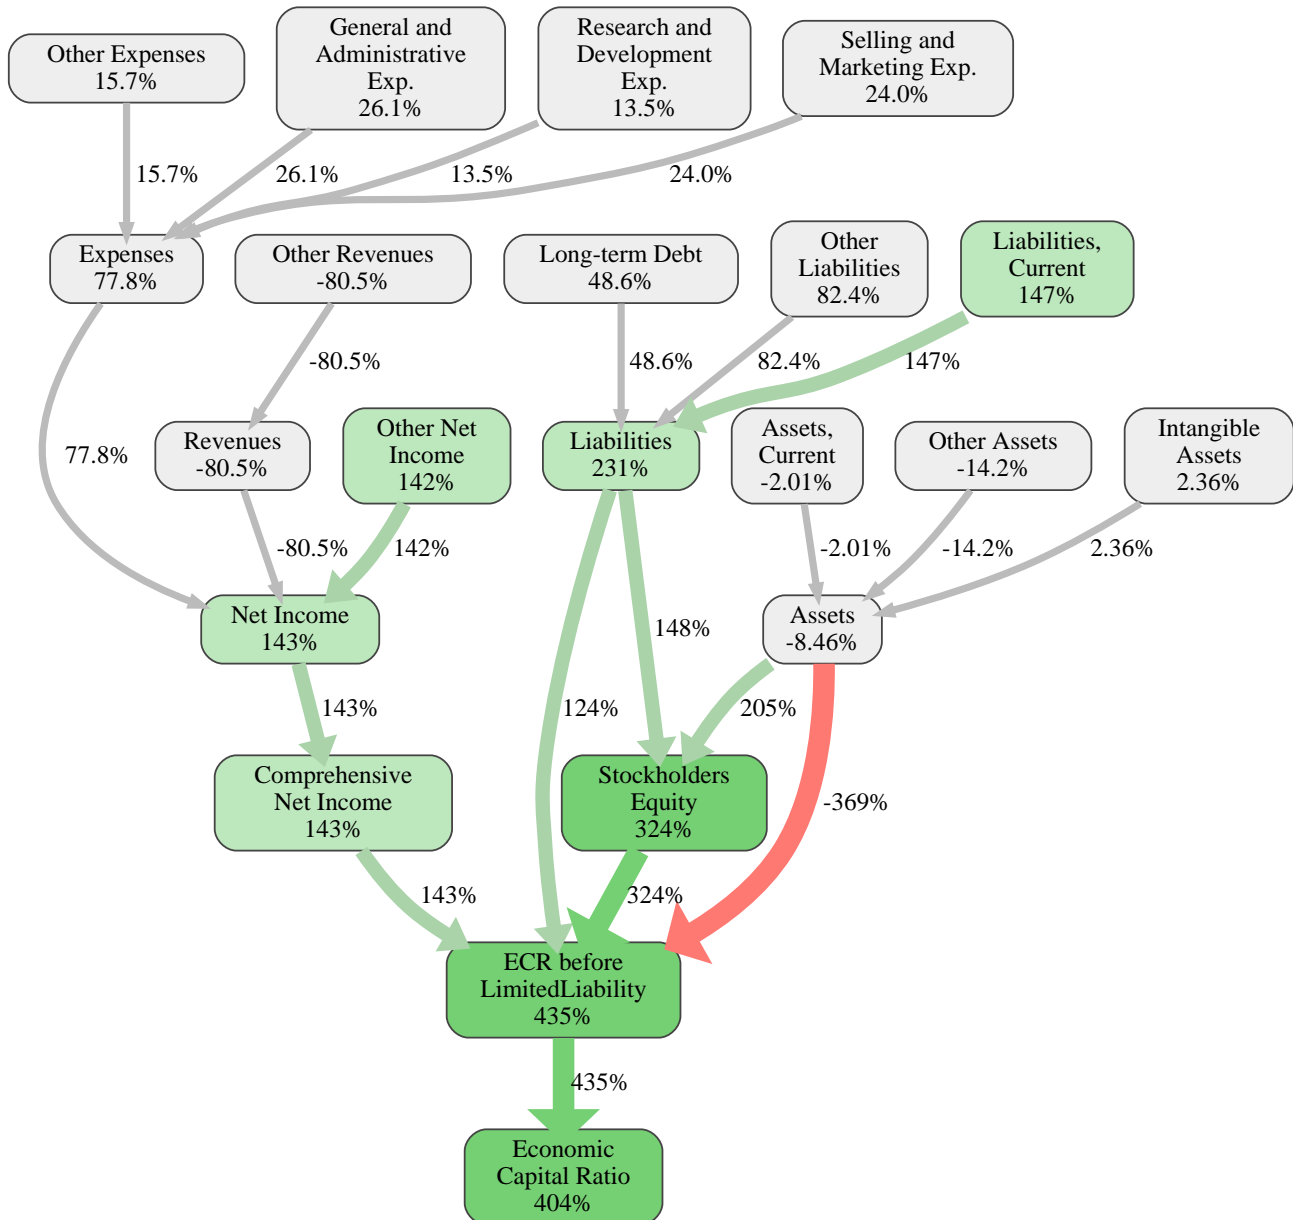 Other Expenses
15.7%
General and
Administrative
Exp.
26.1%
Research and
Development
Exp.
13.5%
Selling and
Marketing Exp.
24.0%
15.7%
26.1%
13.5%
24.0%
Expenses
77.8%
Other Revenues
-80.5%
Long-term Debt
48.6%
Other
Liabilities
82.4%
Liabilities,
Current
147%
-80.5%
48.6%
82.4%
147%
77.8%
Revenues
-80.5%
Other Net
Income
142%
Liabilities
231%
Assets,
Current
-2.01%
Other Assets
-14.2%
Intangible
Assets
2.36%
-80.5%
142%
-2.01%
-14.2%
2.36%
Net Income
143%
148%
Assets
-8.46%
143%
124%
205%
Comprehensive
Net Income
143%
Stockholders
Equity
324%
-369%
143%
324%
ECR before
LimitedLiability
435%
435%
Economic
Capital Ratio
404%